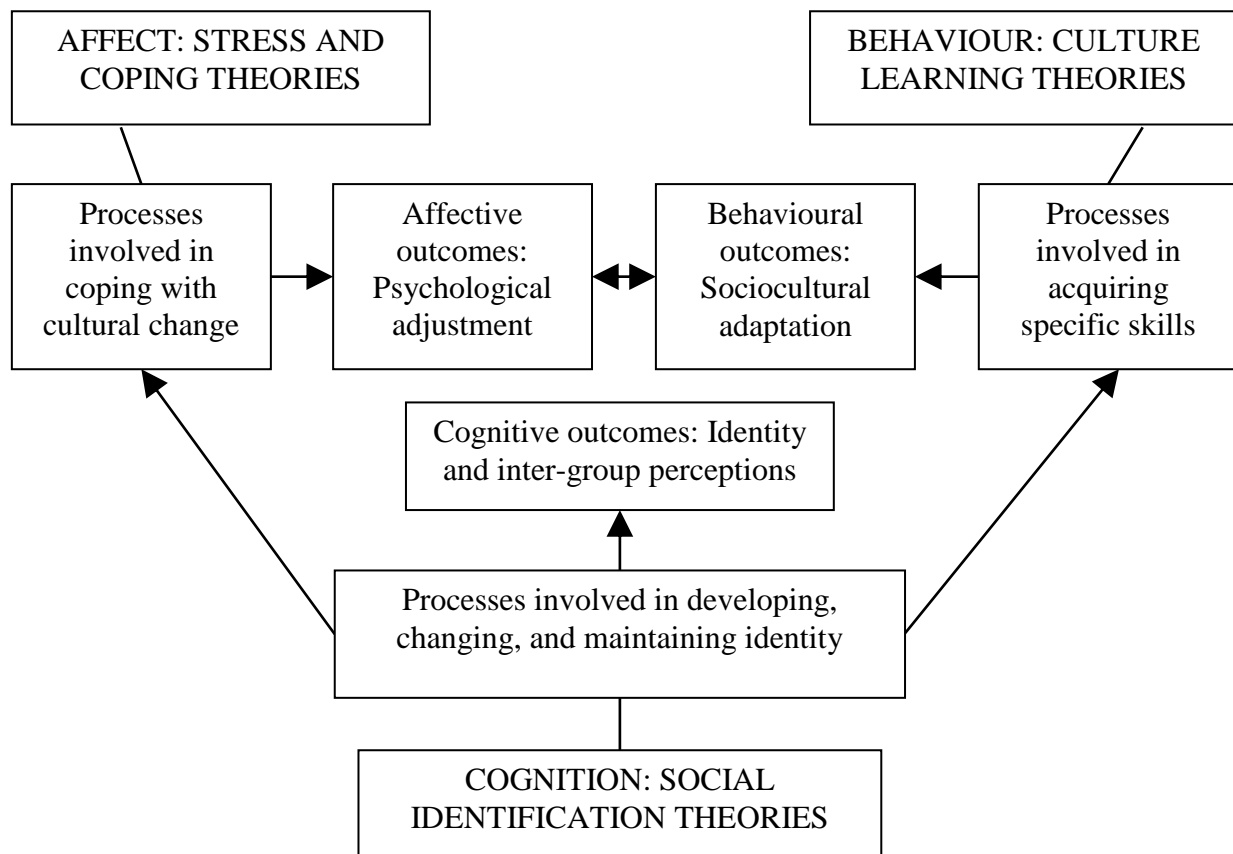 AFFECT: STRESS AND
COPING THEORIES
BEHAVIOUR: CULTURE
LEARNING THEORIES
Processes
involved in
coping with
cultural change
Affective
outcomes:
Psychological
adjustment
Behavioural
outcomes:
Sociocultural
adaptation
Processes
involved in
acquiring
specific skills
Cognitive outcomes: Identity
and inter-group perceptions
Processes involved in developing,
changing, and maintaining identity
COGNITION: SOCIAL
IDENTIFICATION THEORIES